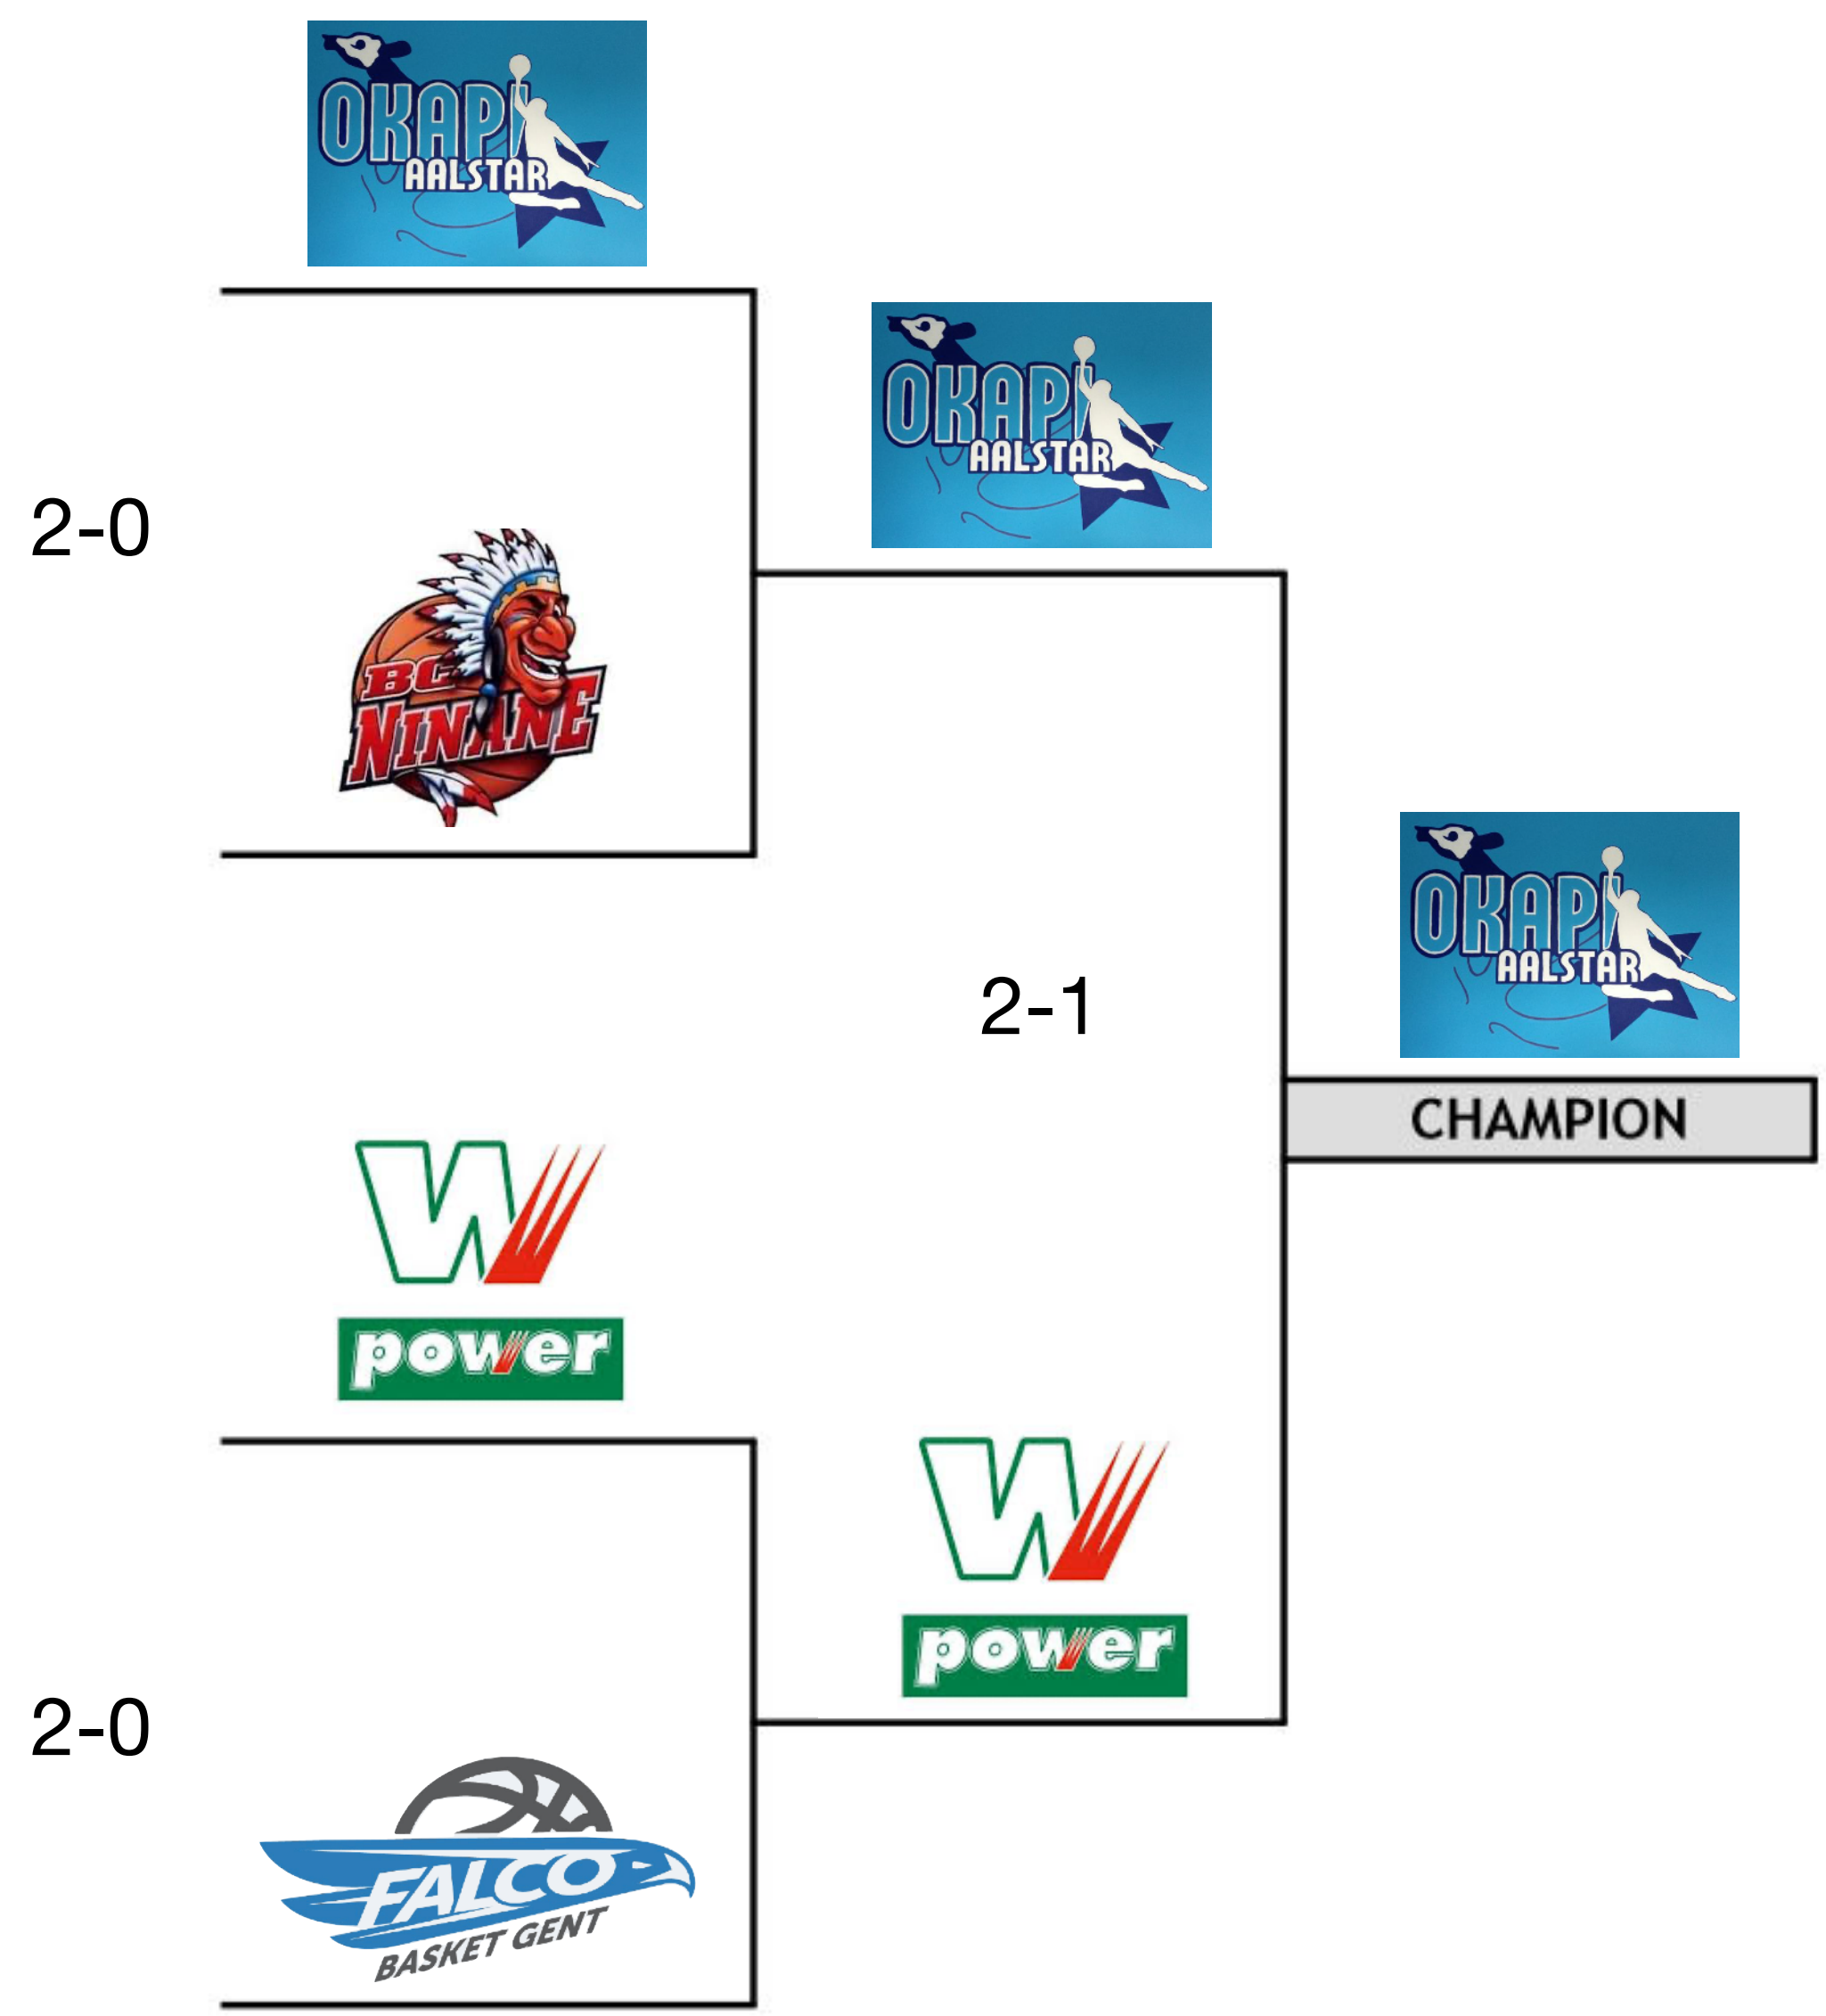 OKAPI
AALSTAR
2-0
BC
NINANE
OKAPI
AALSTAR
2-1
OKAPI
AALSTAR
CHAMPION
W
power
W
power
2-0
FALCO
BASKET GENT